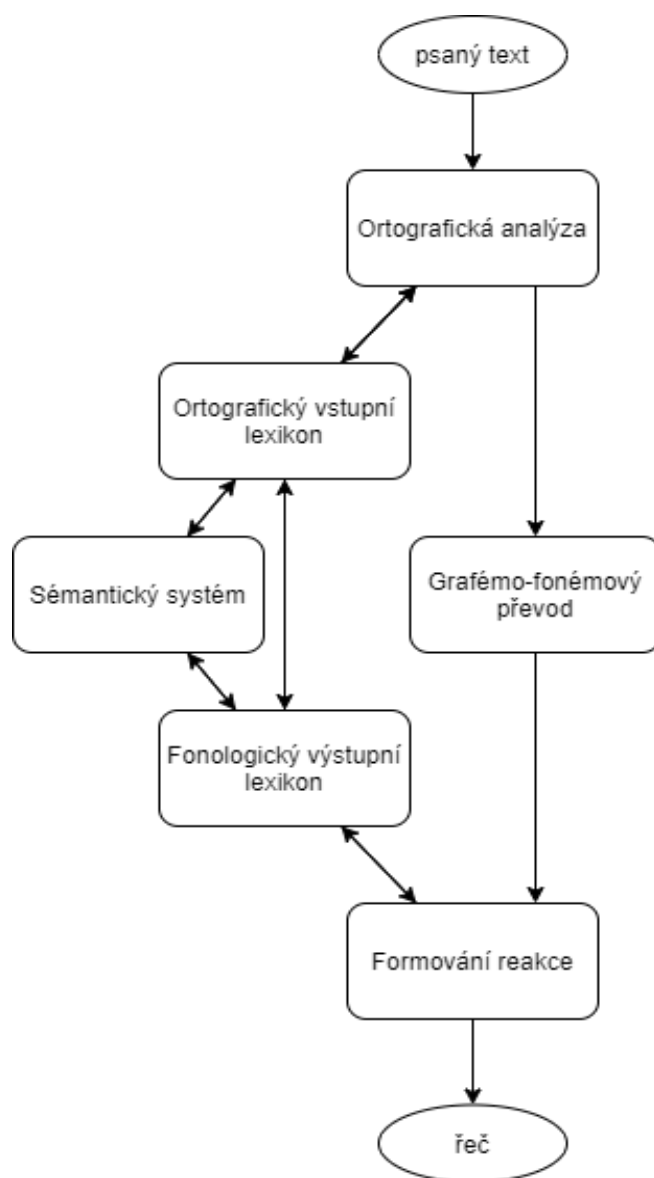 psaný text
Ortografická analýza
Ortografický vstupní
lexikon
Sémantický systém
Grafémo-fonémový
převod
Fonologický výstupní
lexikon
Formování reakce
řeč